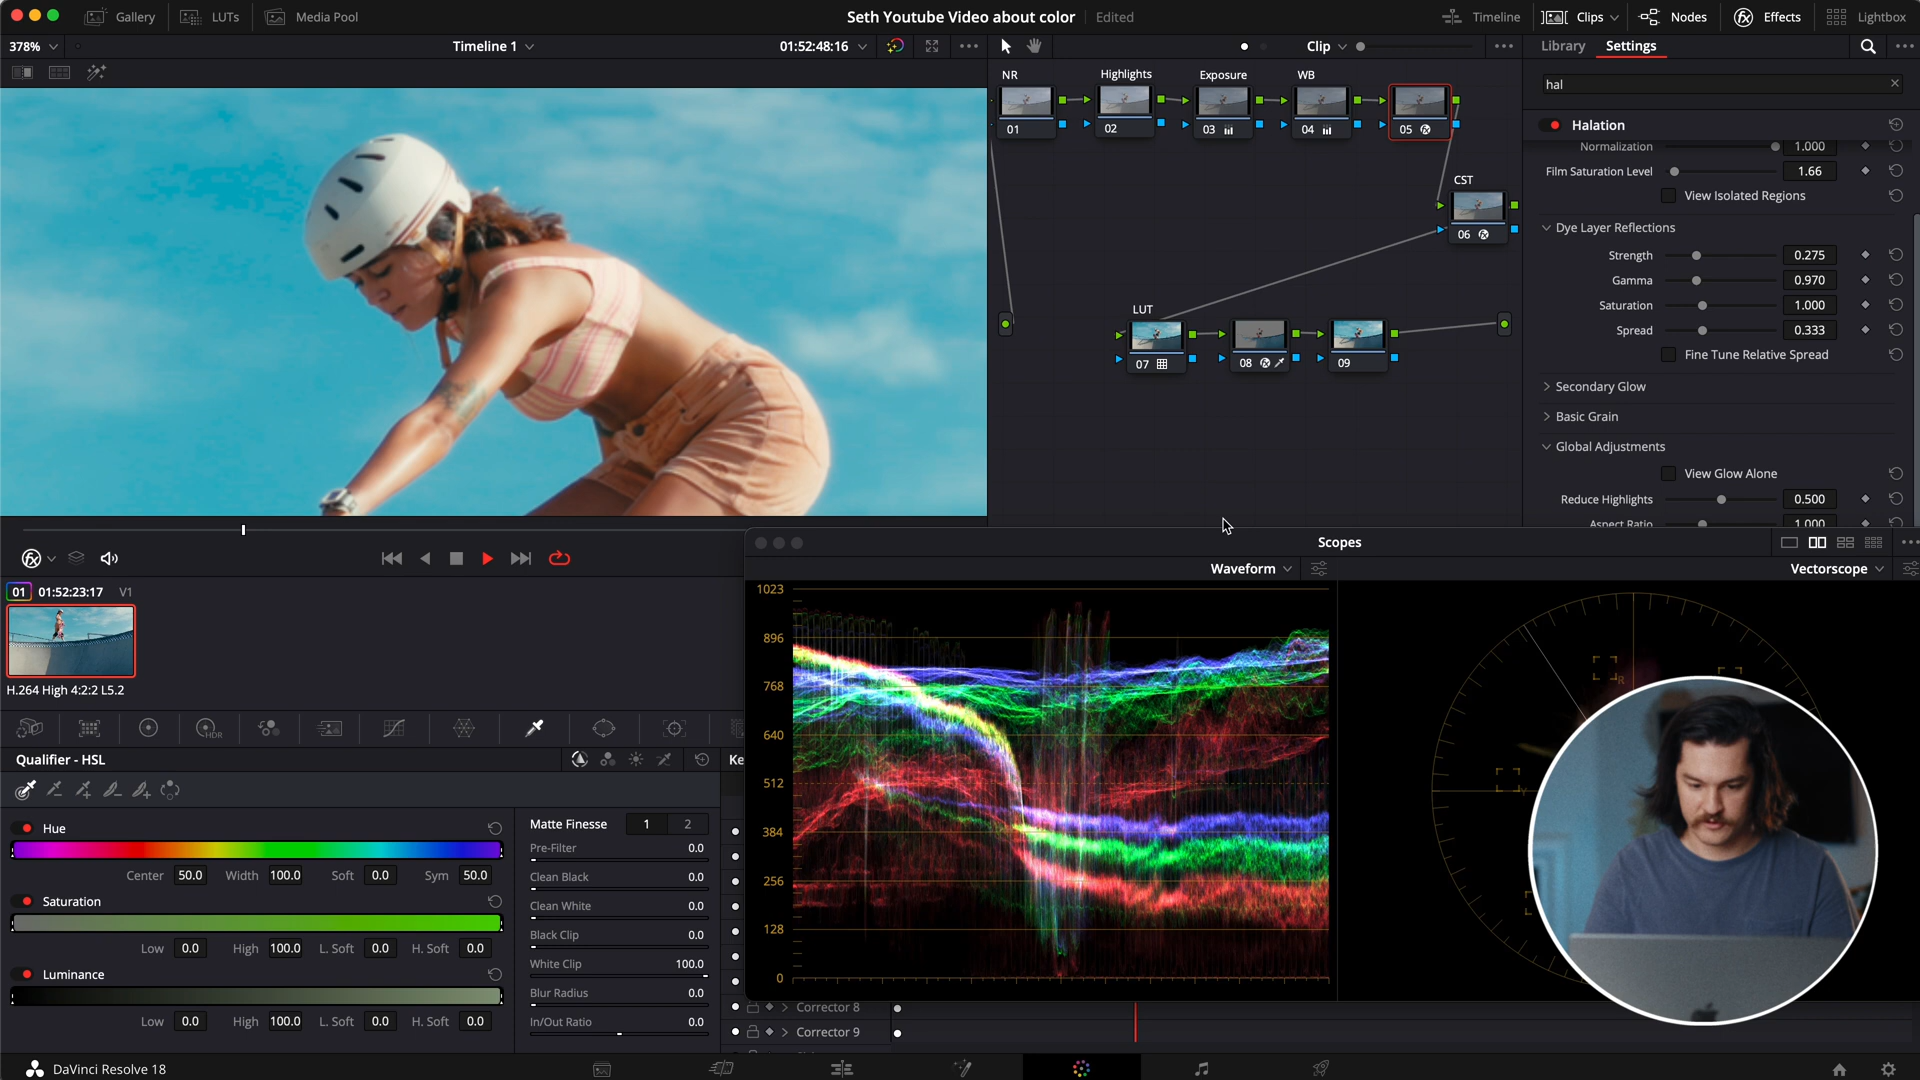 Gallery
LUTs
Media Pool
Seth Youtube Video about color
Edited
Timeline
Clips
Nodes
Effects
Lightbox
378%
Timeline 1
01:52:48:16
Clip
Library
Settings
hal
NR
Highlights
Exposure
WB
01
02
03
04
05
CST
06
LUT
07
08
09
Halation
Normalization 1.000
Film Saturation Level 1.66
View Isolated Regions
Dye Layer Reflections
Strength 0.275
Gamma 0.970
Saturation 1.000
Spread 0.333
Fine Tune Relative Spread
Secondary Glow
Basic Grain
Global Adjustments
View Glow Alone
Reduce Highlights 0.500
Aspect Ratio 1.000
01 01:52:23:17 V1
H.264 High 4:2:2 L5.2
Scopes
Waveform
Vectorscope
1023
896
768
640
512
384
256
128
0
R
HDR
Qualifier - HSL
Ke
Hue
Center 50.0 Width 100.0 Soft 0.0 Sym 50.0
Saturation
Low 0.0 High 100.0 L. Soft 0.0 H. Soft 0.0
Luminance
Low 0.0 High 100.0 L. Soft 0.0 H. Soft 0.0
Matte Finesse 1 2
Pre-Filter 0.0
Clean Black 0.0
Clean White 0.0
Black Clip 0.0
White Clip 100.0
Blur Radius 0.0
In/Out Ratio 0.0
Corrector 8
Corrector 9
DaVinci Resolve 18